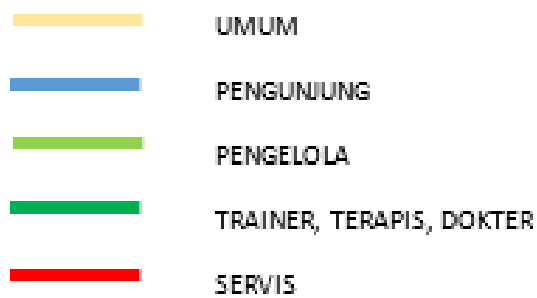 UMUM
PENGUNJUNG
PENGELOLA
TRAINER, TERAPIS, DOKTER
SERVIS